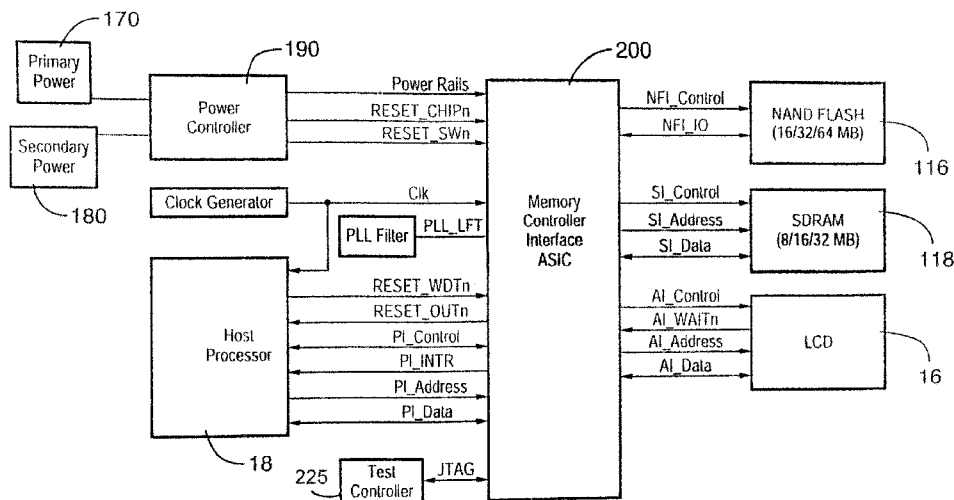 170
Primary
Power
190
Power
Controller
Secondary
Power
180
Power Rails
RESET_CHIPn
RESET_SWn
Clock Generator
Clk
PLL Filter
PLL_LFT
Host
Processor
18
RESET_WDTn
RESET_OUTn
PI_Control
PI_INTR
PI_Address
PI_Data
225
Test
Controller
JTAG
200
Memory
Controller
Interface
ASIC
NFI_Control
NFI_IO
NAND FLASH
(16/32/64 MB)
116
SI_Control
SI_Address
SI_Data
SDRAM
(8/16/32 MB)
118
AI_Control
AI_WAITn
AI_Address
AI_Data
LCD
16